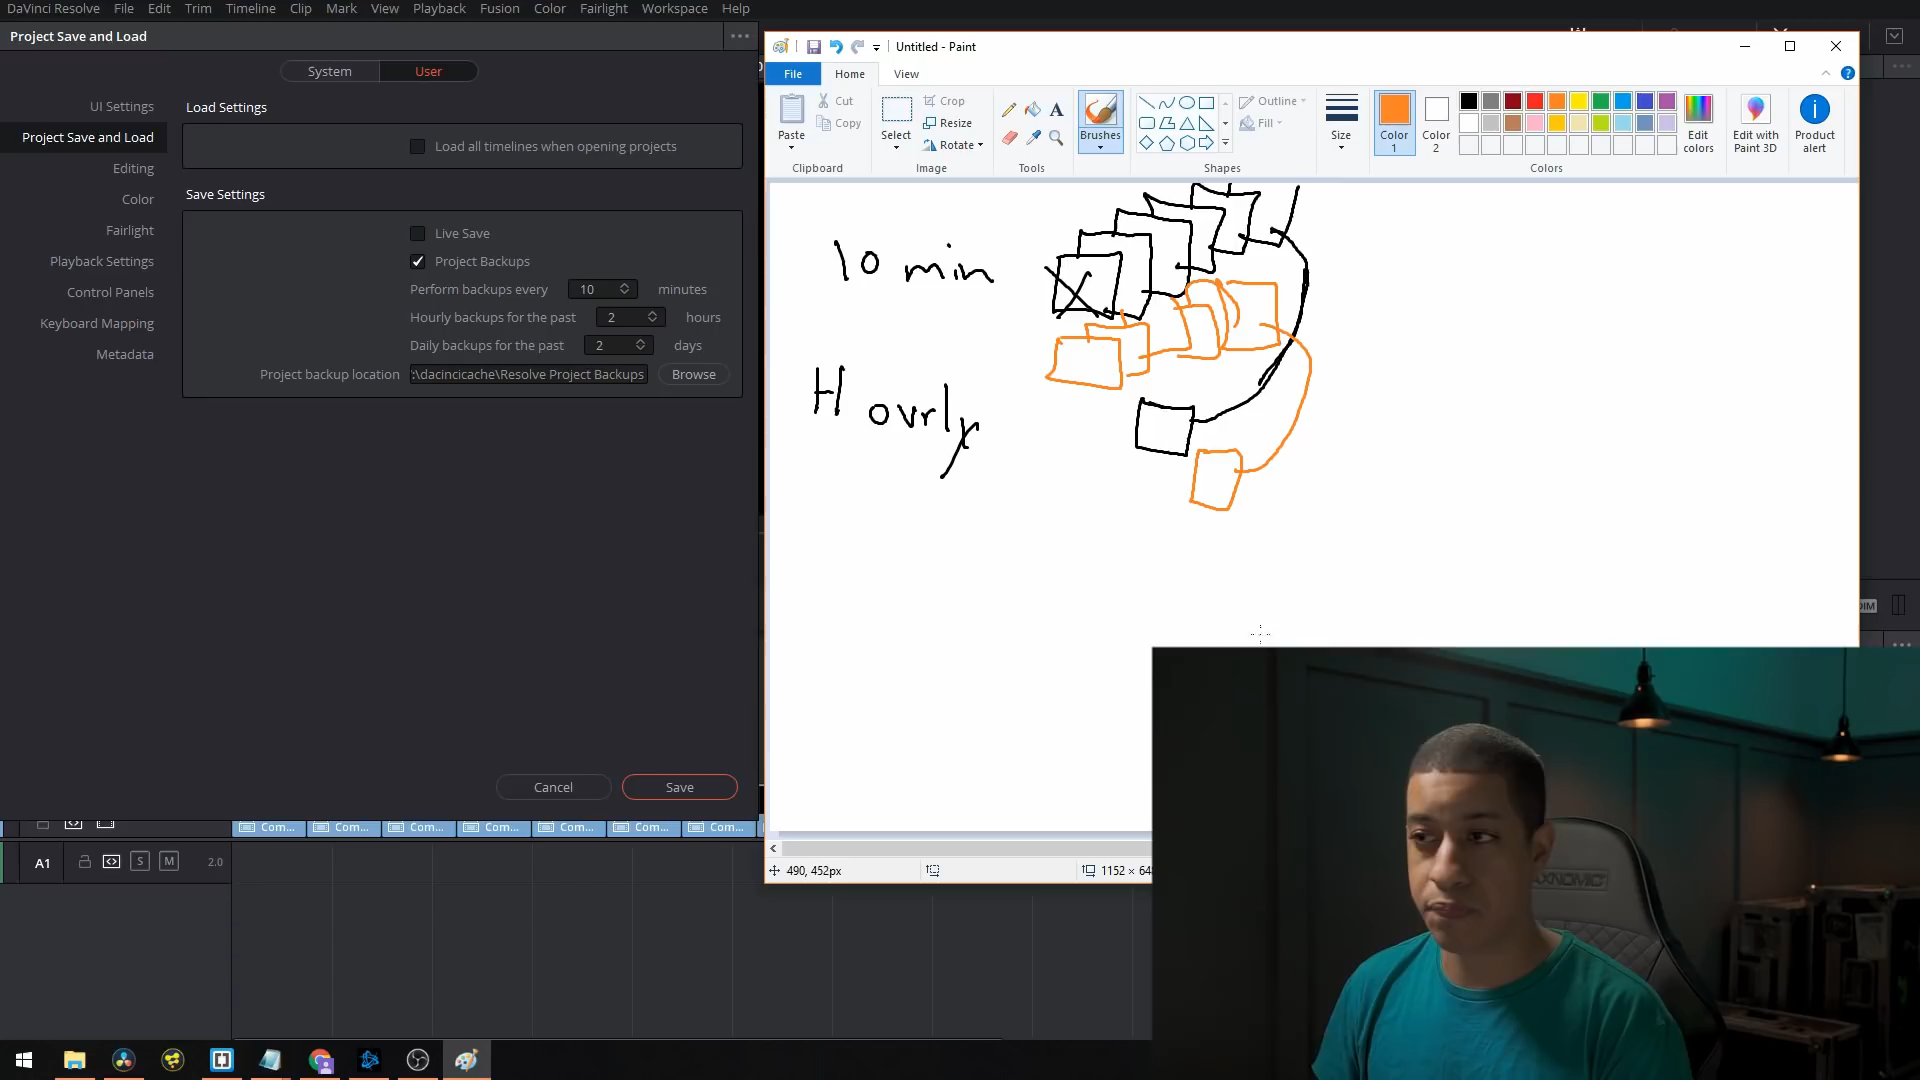 DaVinci Resolve File Edit Trim Timeline Clip Mark View Playback Fusion Color Fairlight Workspace Help
Project Save and Load
System User
UI Settings
Project Save and Load
Editing
Color
Fairlight
Playback Settings
Control Panels
Keyboard Mapping
Metadata
Load Settings
Load all timelines when opening projects
Save Settings
Live Save
Project Backups
Perform backups every 10 minutes
Hourly backups for the past 2 hours
Daily backups for the past 2 days
Project backup location :\dacincicache\Resolve Project Backups Browse
Cancel Save
Com... Com... Com... Com... Com... Com... Com...
A1 S M 2.0
Untitled - Paint
File Home View
Paste
Cut
Copy
Clipboard
Select
Crop
Resize
Rotate
Image
A
Tools
Brushes
Outline
Fill
Shapes
Size
Color 1
Color 2
Edit colors
Edit with Paint 3D
Product alert
Colors
10 min
Hourly
490, 452px
1152 × 64